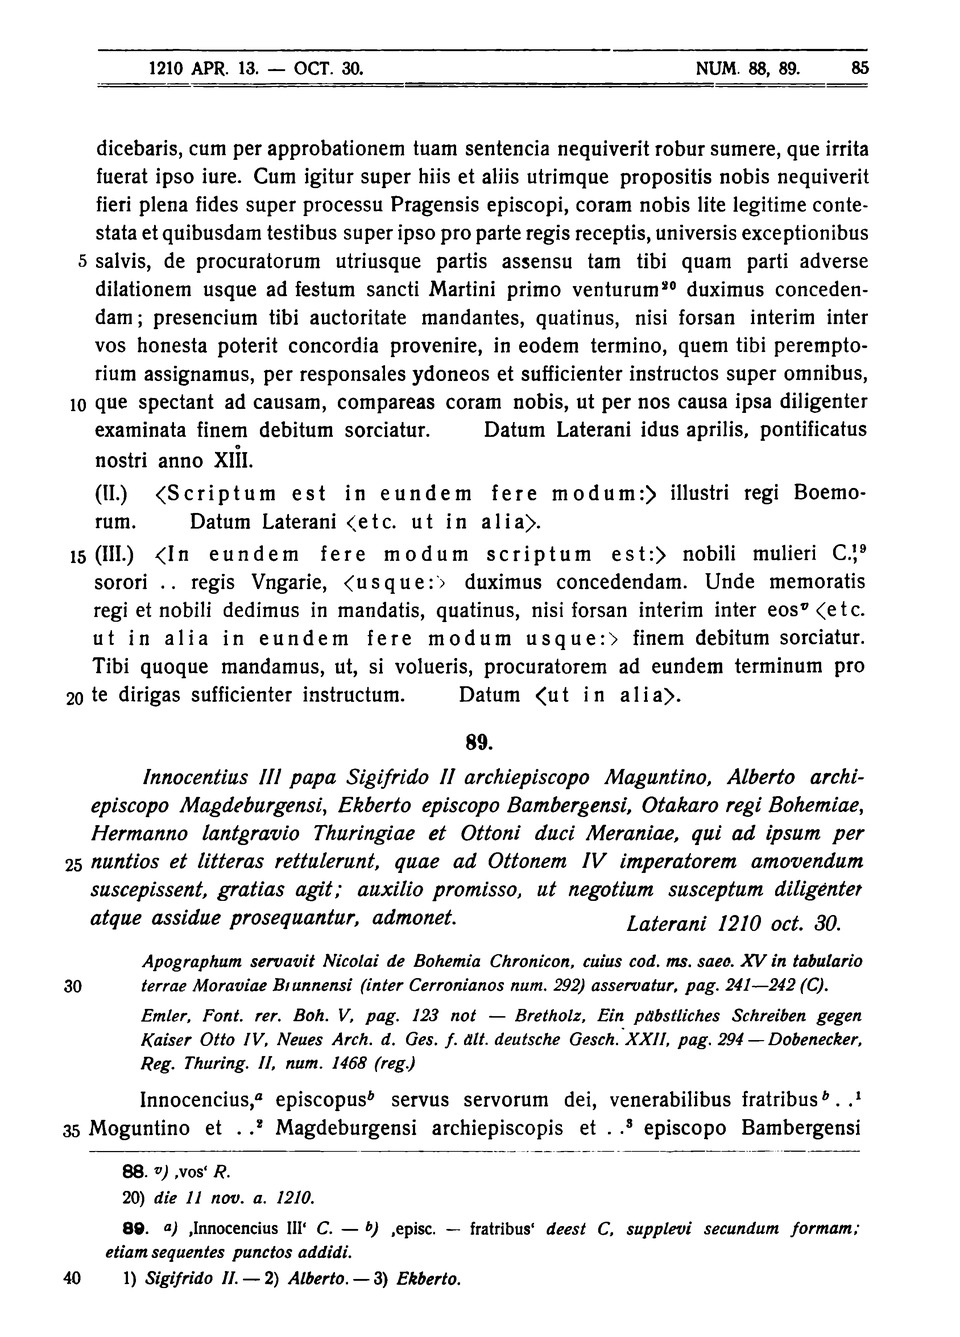 1210 APR. 13. — OCT. 30. NUM. 88, 89. 85
dicebaris, cum per approbationem tuam sentencia nequiverit robur sumere, que irrita
fuerat ipso iure. Cum igitur super hiis et aliis utrimque propositis nobis nequiverit
fieri plena fides super processu Pragensis episcopi, coram nobis lite legitime conte-
stata et quibusdam testibus super ipso pro parte regis receptis, universis exceptionibus
5 salvis, de procuratorum utriusque partis assensu tam tibi quam parti adverse
dilationem usque ad festum sancti Martini primo venturum²⁰ duximus conceden-
dam; presencium tibi auctoritate mandantes, quatinus, nisi forsan interim inter
vos honesta poterit concordia provenire, in eodem termino, quem tibi perempto-
rium assignamus, per responsales ydoneos et sufficienter instructos super omnibus,
10 que spectant ad causam, compareas coram nobis, ut per nos causa ipsa diligenter
examinata finem debitum sorciatur. Datum Laterani idus aprilis, pontificatus
nostri anno XIII̊.
(II.) <Scriptum est in eundem fere modum:> illustri regi Boemo-
rum. Datum Laterani <etc. ut in alia>.
15 (III.) <In eundem fere modum scriptum est:> nobili mulieri C.,¹⁹
sorori .. regis Vngarie, <usque:> duximus concedendam. Unde memoratis
regi et nobili dedimus in mandatis, quatinus, nisi forsan interim inter eosᵛ <etc.
ut in alia in eundem fere modum usque:> finem debitum sorciatur.
Tibi quoque mandamus, ut, si volueris, procuratorem ad eundem terminum pro
20 te dirigas sufficienter instructum. Datum <ut in alia>.
89.
Innocentius III papa Sigifrido II archiepiscopo Maguntino, Alberto archi-
episcopo Magdeburgensi, Ekberto episcopo Bambergensi, Otakaro regi Bohemiae,
Hermanno lantgravio Thuringiae et Ottoni duci Meraniae, qui ad ipsum per
25 nuntios et litteras rettulerunt, quae ad Ottonem IV imperatorem amovendum
suscepissent, gratias agit; auxilio promisso, ut negotium susceptum diligenter
atque assidue prosequantur, admonet. Laterani 1210 oct. 30.
Apographum servavit Nicolai de Bohemia Chronicon, cuius cod. ms. saec. XV in tabulario
30 terrae Moraviae Brunnensi (inter Cerronianos num. 292) asservatur, pag. 241—242 (C).
Emler, Font. rer. Boh. V, pag. 123 not — Bretholz, Ein päbstliches Schreiben gegen
Kaiser Otto IV, Neues Arch. d. Ges. f. ält. deutsche Gesch. XXII, pag. 294 — Dobenecker,
Reg. Thuring. II, num. 1468 (reg.)
Innocencius,ᵃ episcopusᵇ servus servorum dei, venerabilibus fratribusᵇ . .¹
35 Moguntino et . .² Magdeburgensi archiepiscopis et . .³ episcopo Bambergensi
88. v) ‚vos‘ R.
20) die 11 nov. a. 1210.
89. a) ‚Innocencius III‘ C. — b) ‚episc. — fratribus‘ deest C, supplevi secundum formam;
etiam sequentes punctos addidi.
40 1) Sigifrido II. — 2) Alberto. — 3) Ekberto.